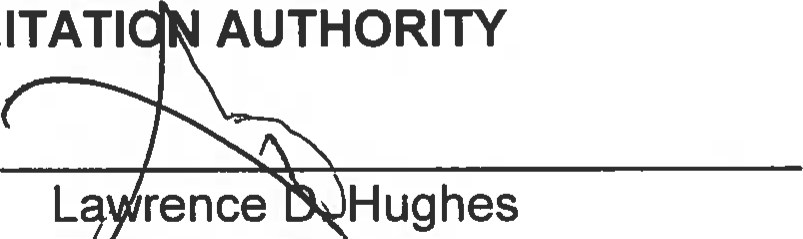 ITATION AUTHORITY
Lawrence D. Hughes